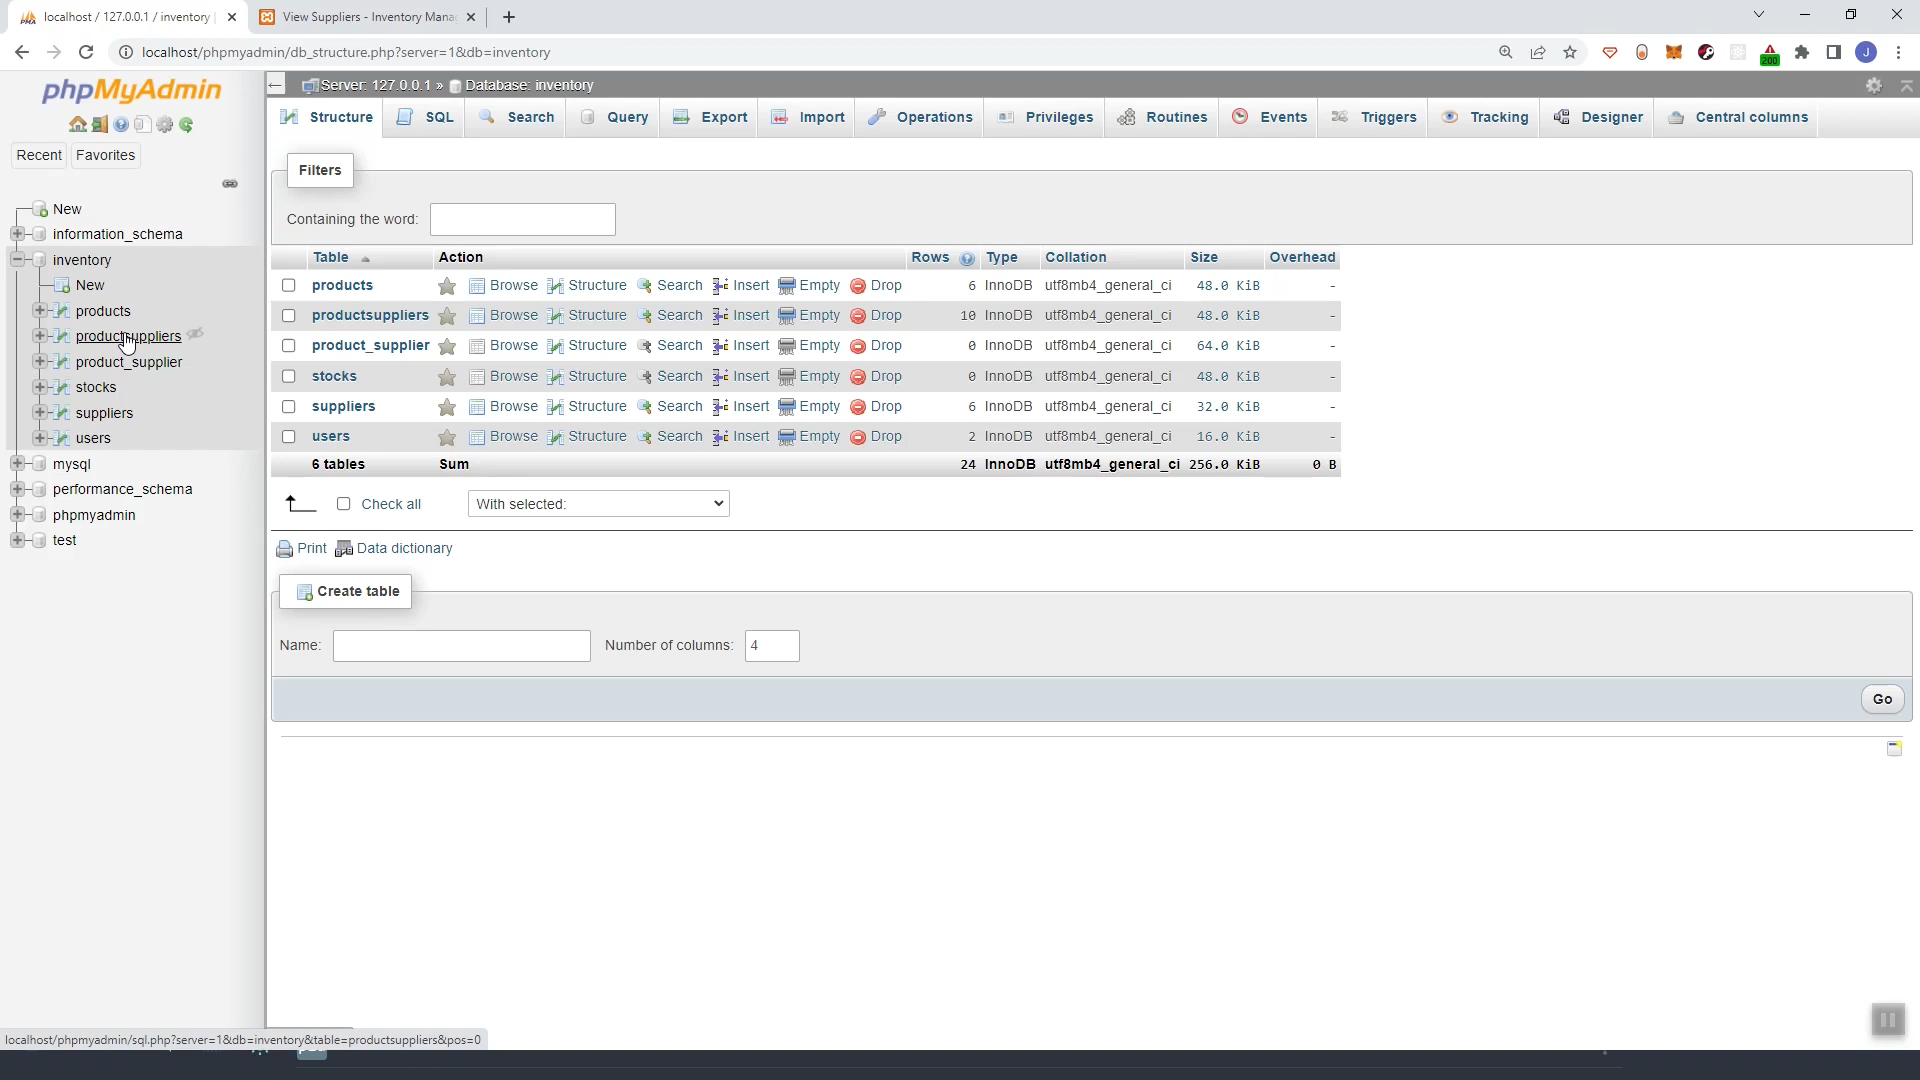 localhost / 127.0.0.1 / inventory
View Suppliers - Inventory Mana
localhost/phpmyadmin/db_structure.php?server=1&db=inventory
200
J
phpMyAdmin
Recent
Favorites
New
information_schema
inventory
New
products
productsuppliers
product_supplier
stocks
suppliers
users
mysql
performance_schema
phpmyadmin
test
Server: 127.0.0.1 » Database: inventory
Structure SQL Search Query Export Import Operations Privileges Routines Events Triggers Tracking Designer Central columns
Filters
Containing the word:
Table Action Rows Type Collation Size Overhead
products Browse Structure Search Insert Empty Drop 6 InnoDB utf8mb4_general_ci 48.0 KiB -
productsuppliers Browse Structure Search Insert Empty Drop 10 InnoDB utf8mb4_general_ci 48.0 KiB -
product_supplier Browse Structure Search Insert Empty Drop 0 InnoDB utf8mb4_general_ci 64.0 KiB -
stocks Browse Structure Search Insert Empty Drop 0 InnoDB utf8mb4_general_ci 48.0 KiB -
suppliers Browse Structure Search Insert Empty Drop 6 InnoDB utf8mb4_general_ci 32.0 KiB -
users Browse Structure Search Insert Empty Drop 2 InnoDB utf8mb4_general_ci 16.0 KiB -
6 tables Sum 24 InnoDB utf8mb4_general_ci 256.0 KiB 0 B
Check all With selected:
Print Data dictionary
Create table
Name: Number of columns: 4
Go
localhost/phpmyadmin/sql.php?server=1&db=inventory&table=productsuppliers&pos=0